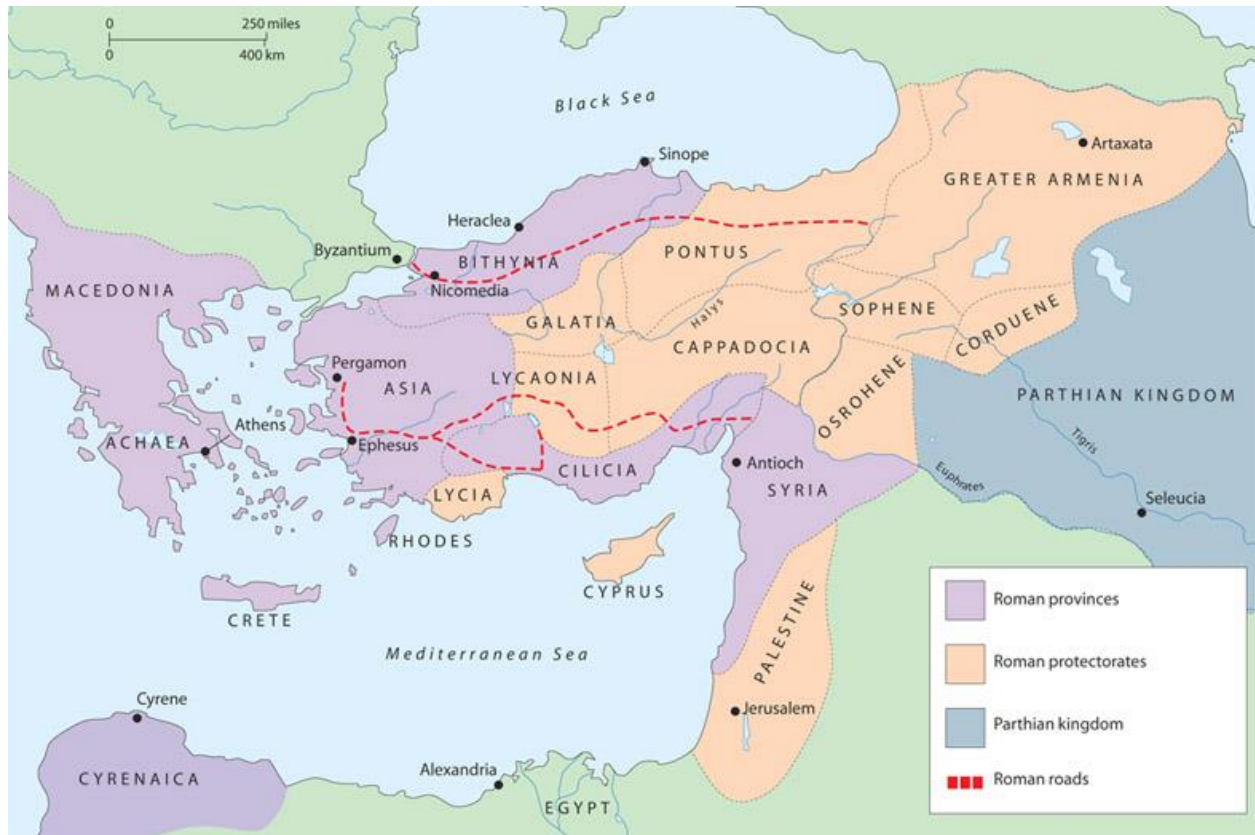 0 250 miles
0 400 km
Black Sea
Sinope
Artaxata
GREATER ARMENIA
Heraclea
Byzantium
BITHYNIA
PONTUS
Nicomedia
MACEDONIA
SOPHENE
CORDUENE
GALATIA
Halys
CAPPADOCIA
Pergamon
ASIA
LYCAONIA
OSROHENE
PARTHIAN KINGDOM
Athens
ACHAEA
Ephesus
CILICIA
Antioch
SYRIA
Tigris
Euphrates
Seleucia
LYCIA
RHODES
CYPRUS
CRETE
PALESTINE
Mediterranean Sea
Cyrene
Jerusalem
CYRENAICA
Alexandria
EGYPT
Roman provinces
Roman protectorates
Parthian kingdom
Roman roads